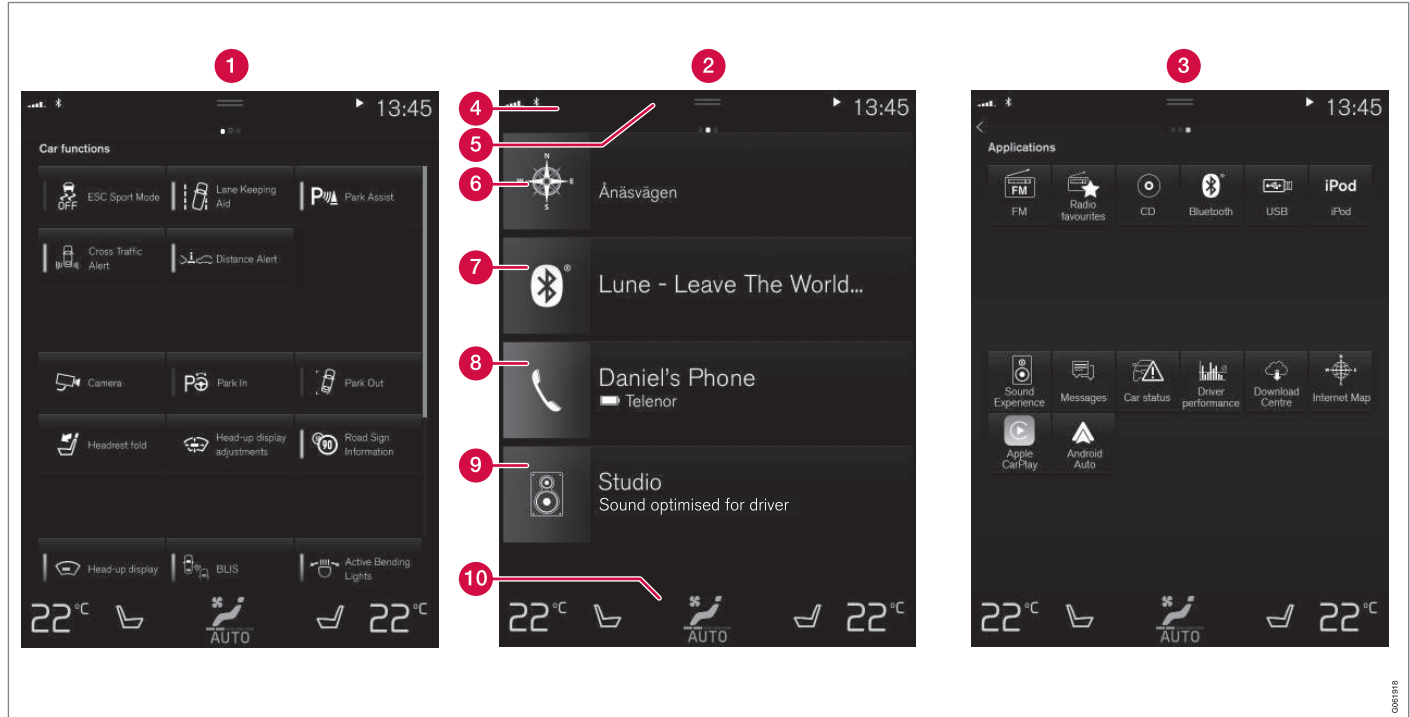 1
2
3
13:45
Car functions
OFF
ESC Sport Mode
Lane Keeping
Aid
P
Park Assist
Cross Traffic
Alert
Distance Alert
Camera
P
Park In
Park Out
Headrest fold
Head-up display
adjustments
90
Road Sign
Information
Head-up display
BLIS
Active Bending
Lights
22°C
AUTO
22°C
4
5
6
7
8
9
10
13:45
N
W
E
S
Ånäsvägen
®
Lune - Leave The World...
Daniel's Phone
Telenor
Studio
Sound optimised for driver
22°C
AUTO
22°C
13:45
Applications
FM
FM
Radio
favourites
CD
Bluetooth
USB
iPod
iPod
Sound
Experience
Messages
Car status
Driver
performance
Download
Centre
Internet Map
Apple
CarPlay
Android
Auto
22°C
AUTO
22°C
G061918